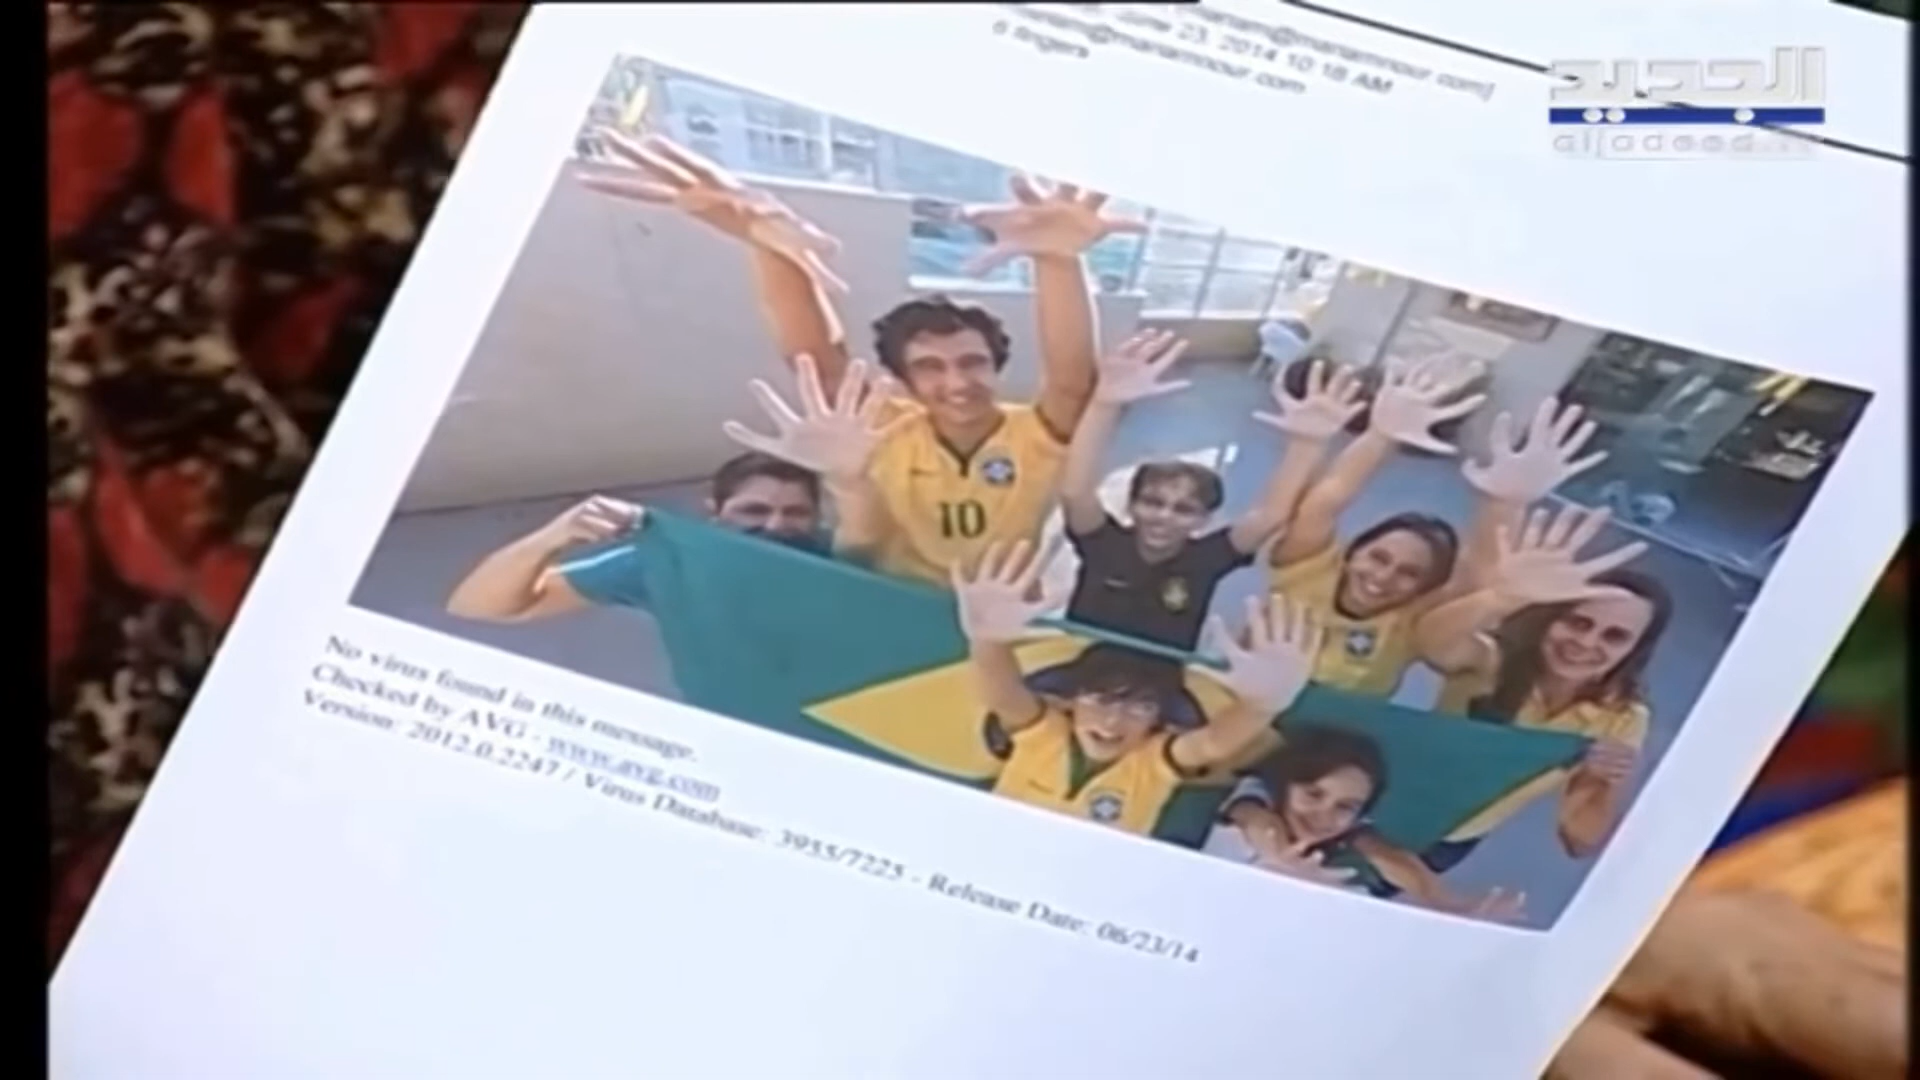 June 23, 2014 10:18 AM
6 fingers
الجديد
aljadeed.tv
10
No virus found in this message.
Checked by AVG - www.avg.com
Version: 2012.0.2247 / Virus Database: 3955/7225 - Release Date: 06/23/14